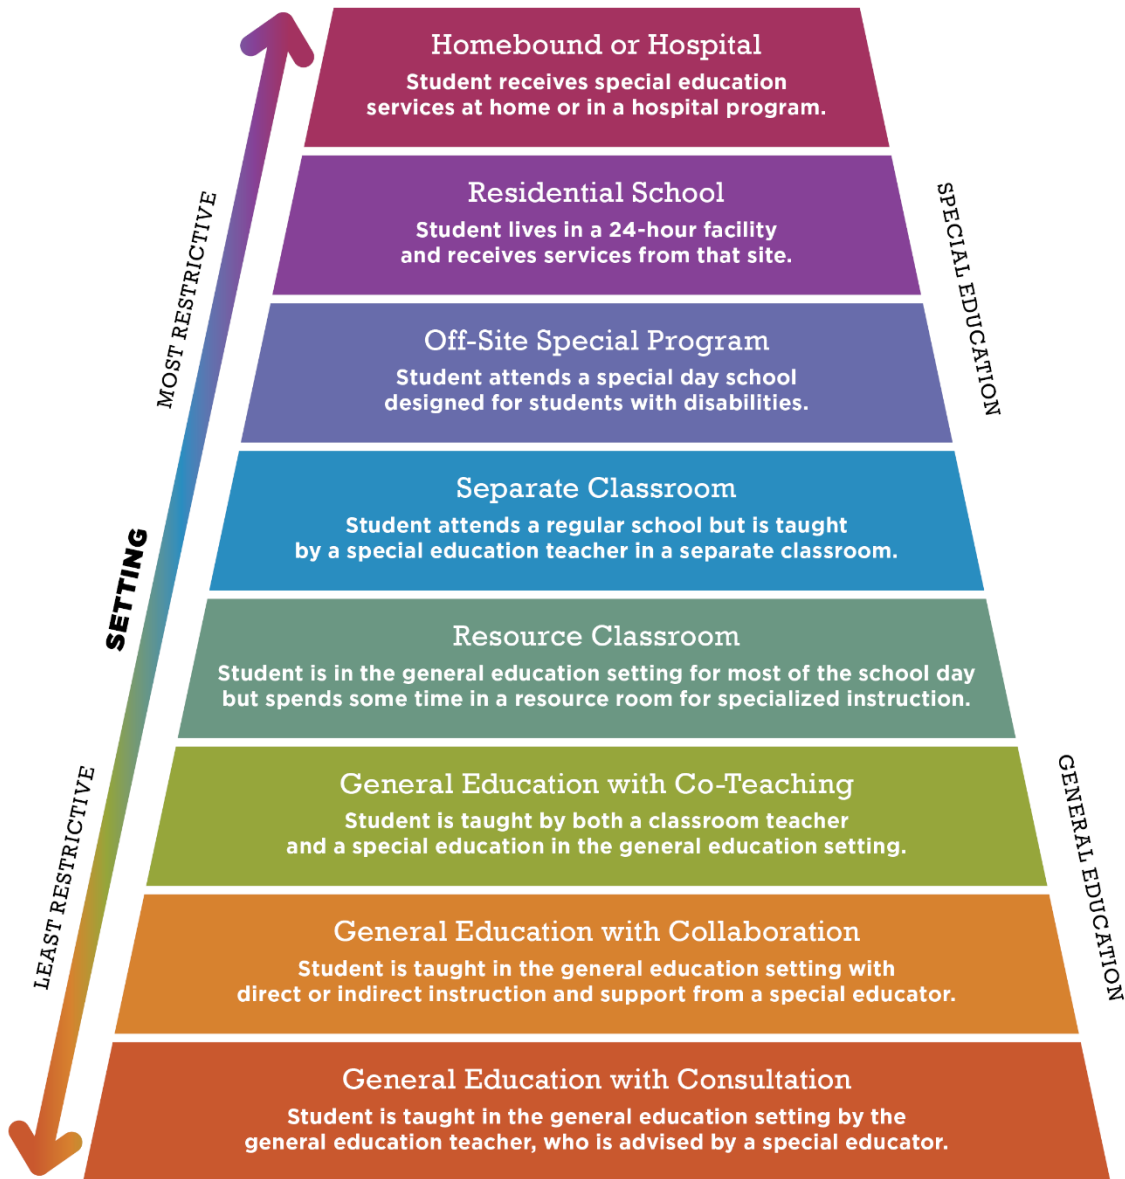 Homebound or Hospital
Student receives special education
services at home or in a hospital program.
Residential School
Student lives in a 24-hour facility
and receives services from that site.
Off-Site Special Program
Student attends a special day school
designed for students with disabilities.
Separate Classroom
Student attends a regular school but is taught
by a special education teacher in a separate classroom.
Resource Classroom
Student is in the general education setting for most of the school day
but spends some time in a resource room for specialized instruction.
General Education with Co-Teaching
Student is taught by both a classroom teacher
and a special education in the general education setting.
General Education with Collaboration
Student is taught in the general education setting with
direct or indirect instruction and support from a special educator.
General Education with Consultation
Student is taught in the general education setting by the
general education teacher, who is advised by a special educator.
MOST RESTRICTIVE
SETTING
LEAST RESTRICTIVE
SPECIAL EDUCATION
GENERAL EDUCATION